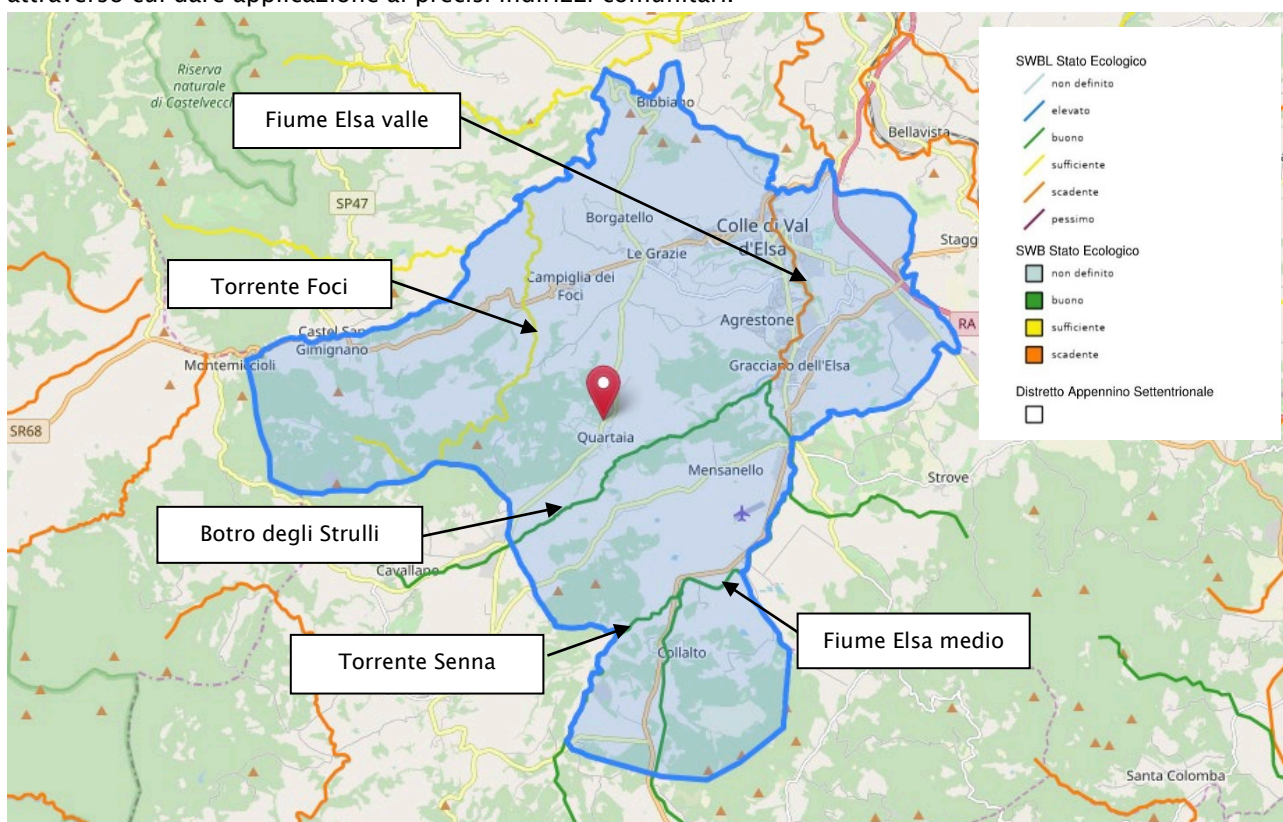 attraverso cui dare applicazione ai precisi indirizzi comunitari.
Riserva
naturale
di Castelvecc
Bibbiano
Fiume Elsa valle
Bellavista
SP47
Borgatello
Colle di Val
d'Elsa
Le Grazie
Stagg
Torrente Foci
Campiglia dei
Foci
Agrestone
RA
Castel San
Gimignano
Montemiccioli
Gracciano dell'Elsa
SR68
Quartaia
Mensanello
Strove
Botro degli Strulli
Cavallano
Torrente Senna
Collalto
Fiume Elsa medio
Santa Colomba
SWBL Stato Ecologico
non definito
elevato
buono
sufficiente
scadente
pessimo
SWB Stato Ecologico
non definito
buono
sufficiente
scadente
Distretto Appennino Settentrionale